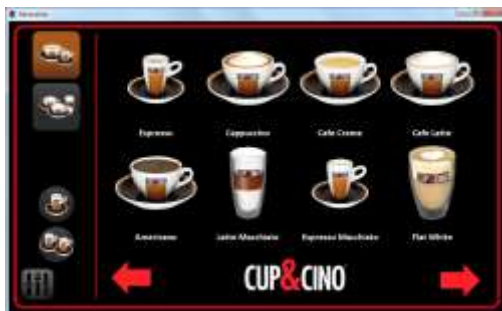 Espresso Cappuccino Cafe Creme Cafe Latte
Americano Latte Macchiato Espresso Macchiato Flat White
CUP&CINO